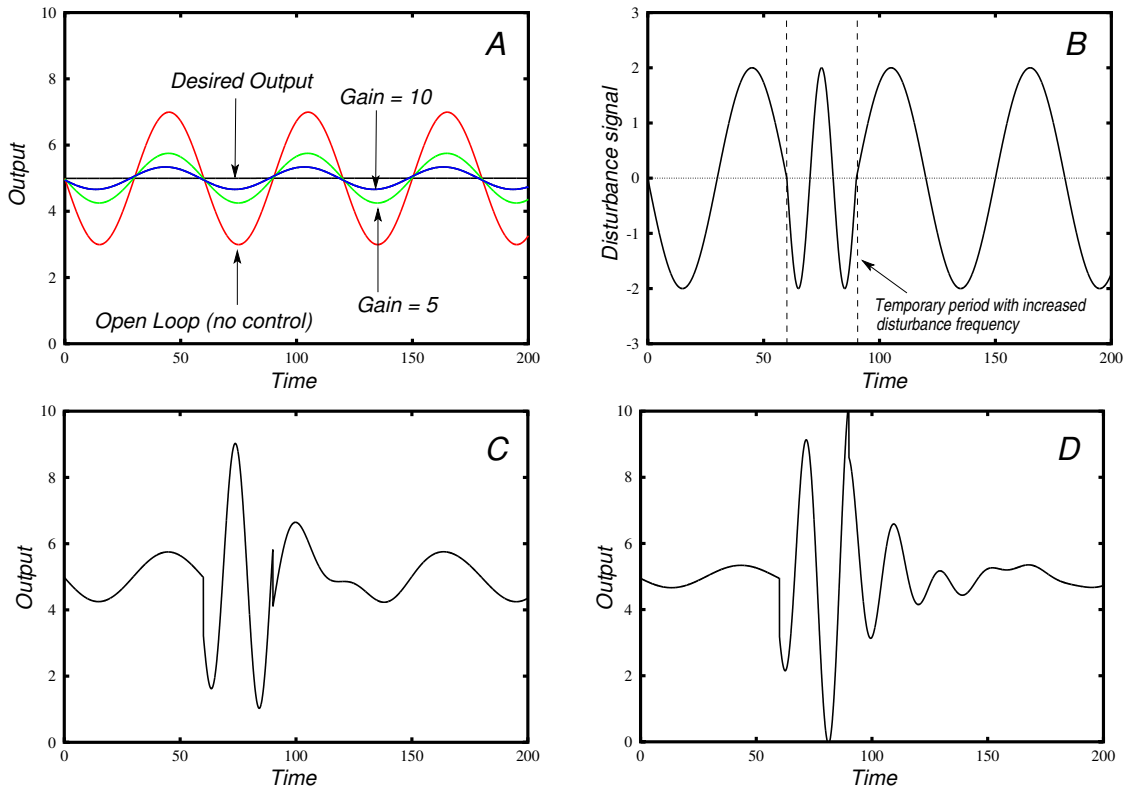 A
10
8
6
4
2
0
Output
Desired Output
Gain = 10
Gain = 5
Open Loop (no control)
0
50
100
150
200
Time
B
3
2
1
0
-1
-2
-3
Disturbance signal
Temporary period with increased
disturbance frequency
0
50
100
150
200
Time
C
10
8
6
4
2
0
Output
0
50
100
150
200
Time
D
10
8
6
4
2
0
Output
0
50
100
150
200
Time